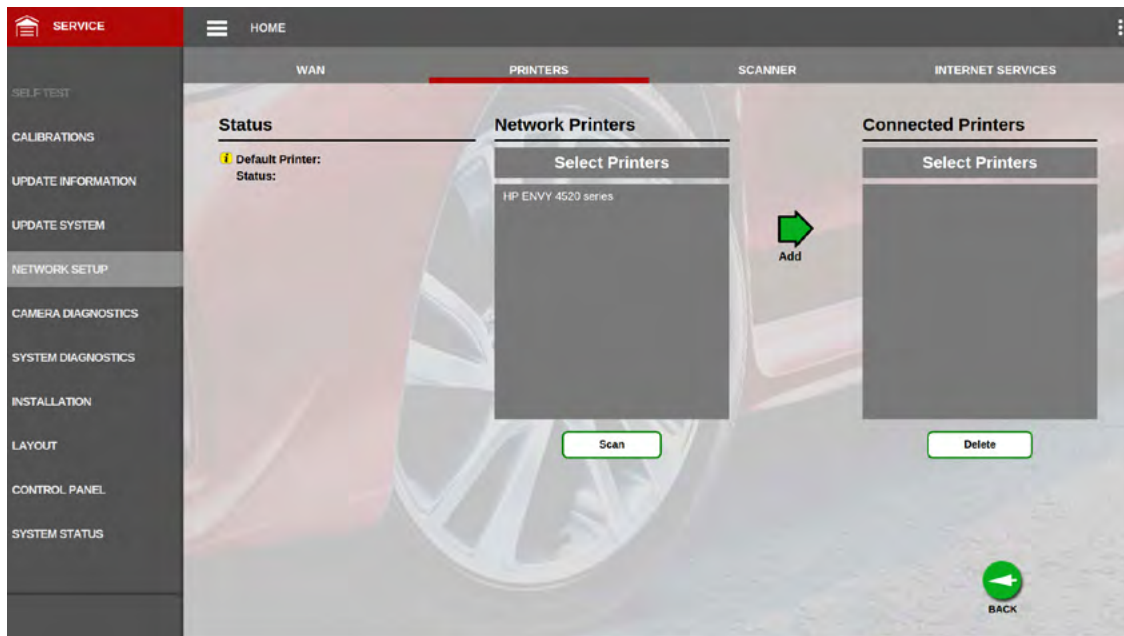 SERVICE
HOME
WAN
PRINTERS
SCANNER
INTERNET SERVICES
SELF TEST
CALIBRATIONS
UPDATE INFORMATION
UPDATE SYSTEM
NETWORK SETUP
CAMERA DIAGNOSTICS
SYSTEM DIAGNOSTICS
INSTALLATION
LAYOUT
CONTROL PANEL
SYSTEM STATUS
Status
Default Printer:
Status:
Network Printers
Select Printers
HP ENVY 4520 series
Scan
Add
Connected Printers
Select Printers
Delete
BACK